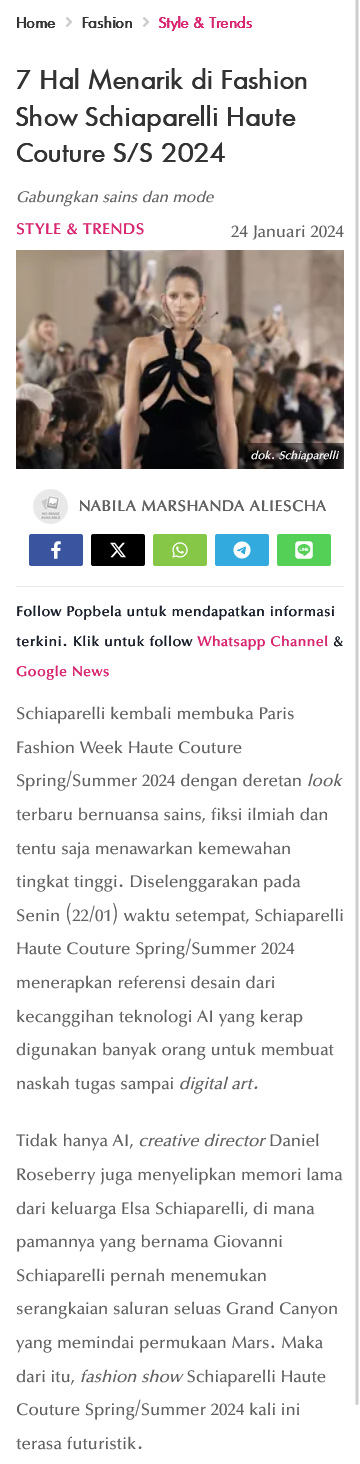 Home > Fashion > Style & Trends
7 Hal Menarik di Fashion
Show Schiaparelli Haute
Couture S/S 2024
Gabungkan sains dan mode
STYLE & TRENDS 24 Januari 2024
dok. Schiaparelli
NO IMAGE AVAILABLE
NABILA MARSHANDA ALIESCHA
Follow Popbela untuk mendapatkan informasi
terkini. Klik untuk follow Whatsapp Channel &
Google News
Schiaparelli kembali membuka Paris
Fashion Week Haute Couture
Spring/Summer 2024 dengan deretan look
terbaru bernuansa sains, fiksi ilmiah dan
tentu saja menawarkan kemewahan
tingkat tinggi. Diselenggarakan pada
Senin (22/01) waktu setempat, Schiaparelli
Haute Couture Spring/Summer 2024
menerapkan referensi desain dari
kecanggihan teknologi AI yang kerap
digunakan banyak orang untuk membuat
naskah tugas sampai digital art.
Tidak hanya AI, creative director Daniel
Roseberry juga menyelipkan memori lama
dari keluarga Elsa Schiaparelli, di mana
pamannya yang bernama Giovanni
Schiaparelli pernah menemukan
serangkaian saluran seluas Grand Canyon
yang memindai permukaan Mars. Maka
dari itu, fashion show Schiaparelli Haute
Couture Spring/Summer 2024 kali ini
terasa futuristik.